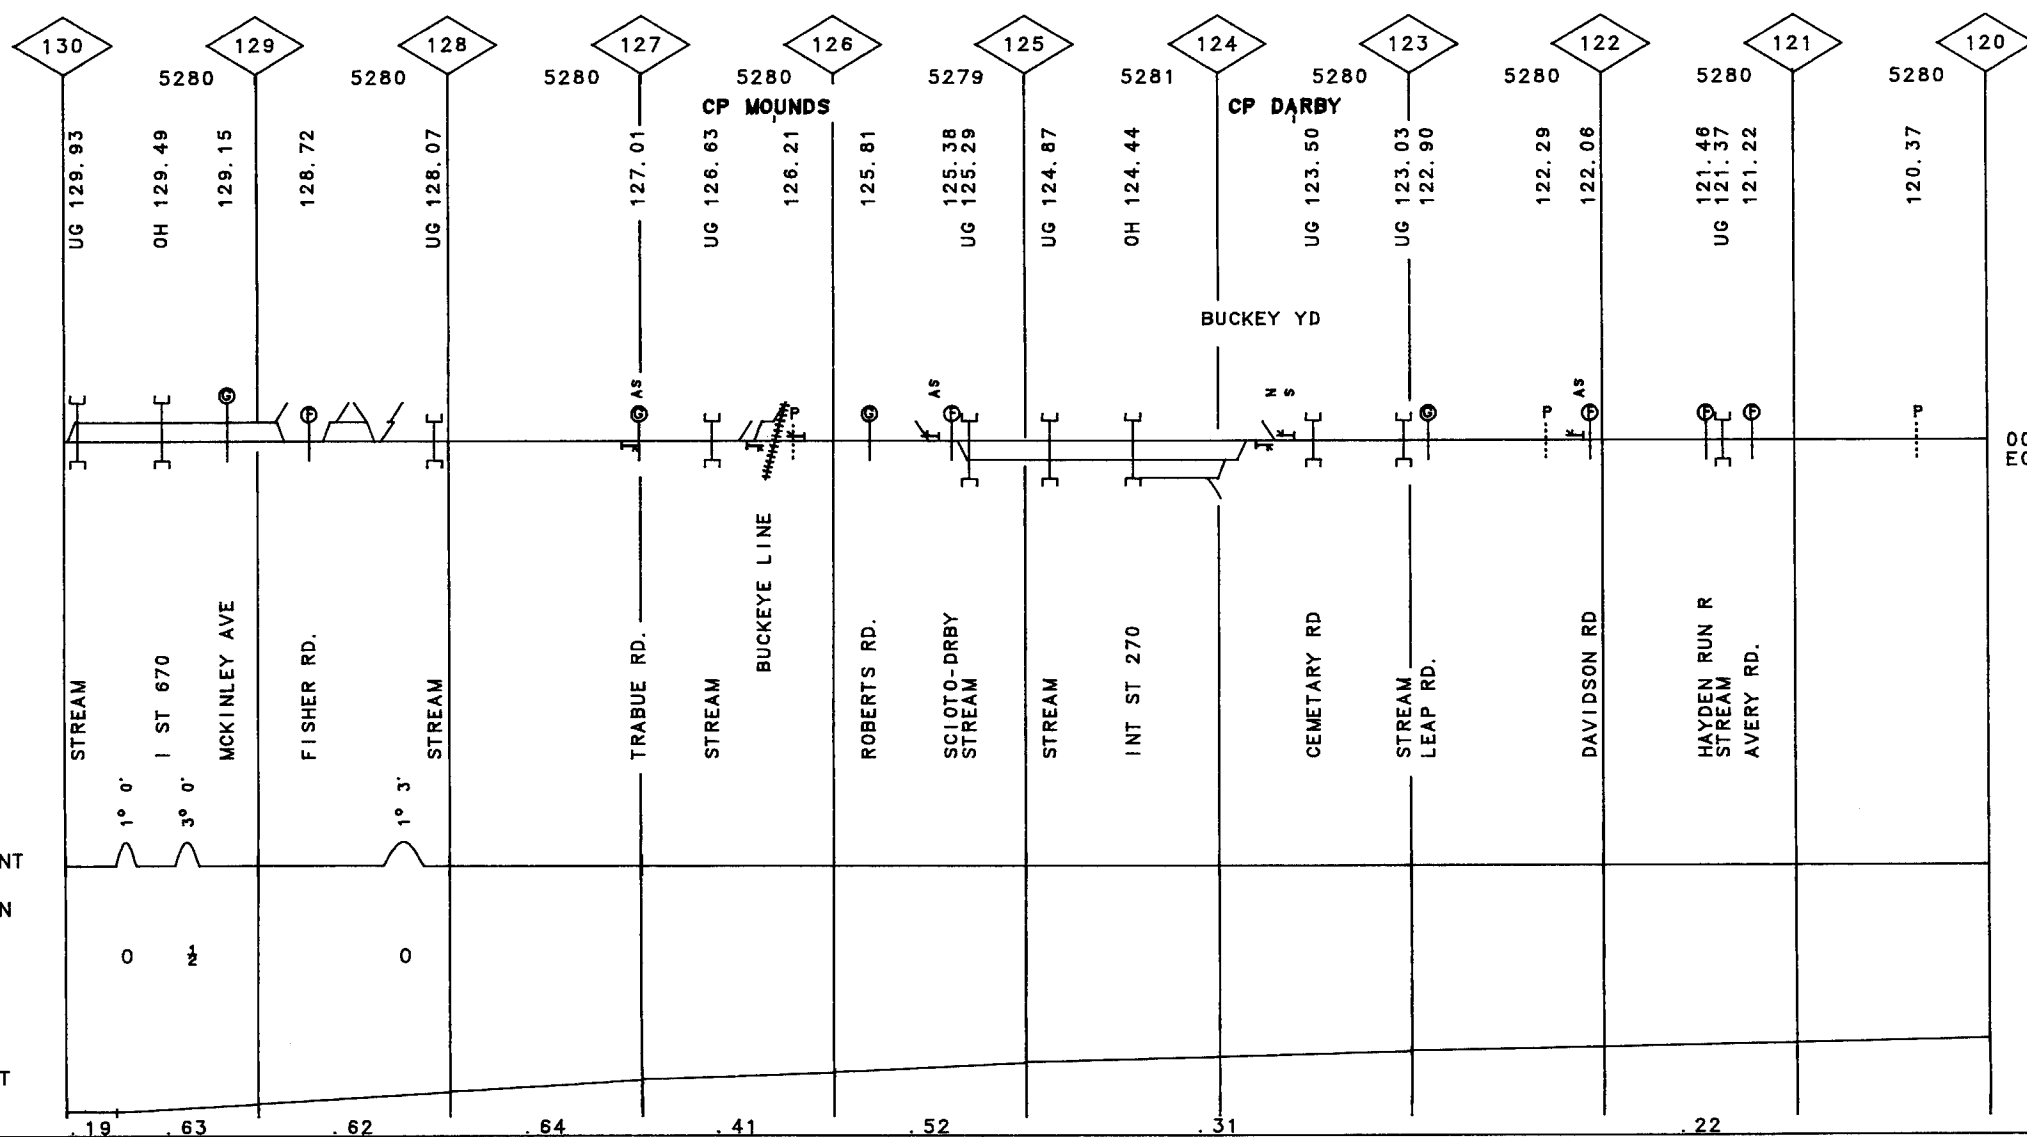 130 129 128 127 126 125 124 123 122 121 120
5280 5280 5280 5280 5279 5281 5280 5280 5280 5280
CP MOUNDS CP DARBY
UG 129.93
OH 129.49
129.15
128.72
UG 128.07
127.01
UG 126.63
126.21
125.81
125.38
UG 125.29
UG 124.87
OH 124.44
UG 123.50
UG 123.03
122.90
122.29
122.06
121.46
UG 121.37
121.22
120.37
BUCKEY YD
AS AS N S AS
G F G P G F G P F F F P
STREAM
I ST 670
MCKINLEY AVE
FISHER RD.
STREAM
TRABUE RD.
STREAM
BUCKEYE LINE
ROBERTS RD.
SCIOTO-DRBY
STREAM
STREAM
INT ST 270
CEMETARY RD
STREAM
LEAP RD.
DAVIDSON RD
HAYDEN RUN R
STREAM
AVERY RD.
1° 0' 3° 0' 1° 3'
NT
N
0 ½ 0
T
.19 .63 .62 .64 .41 .52 .31 .22